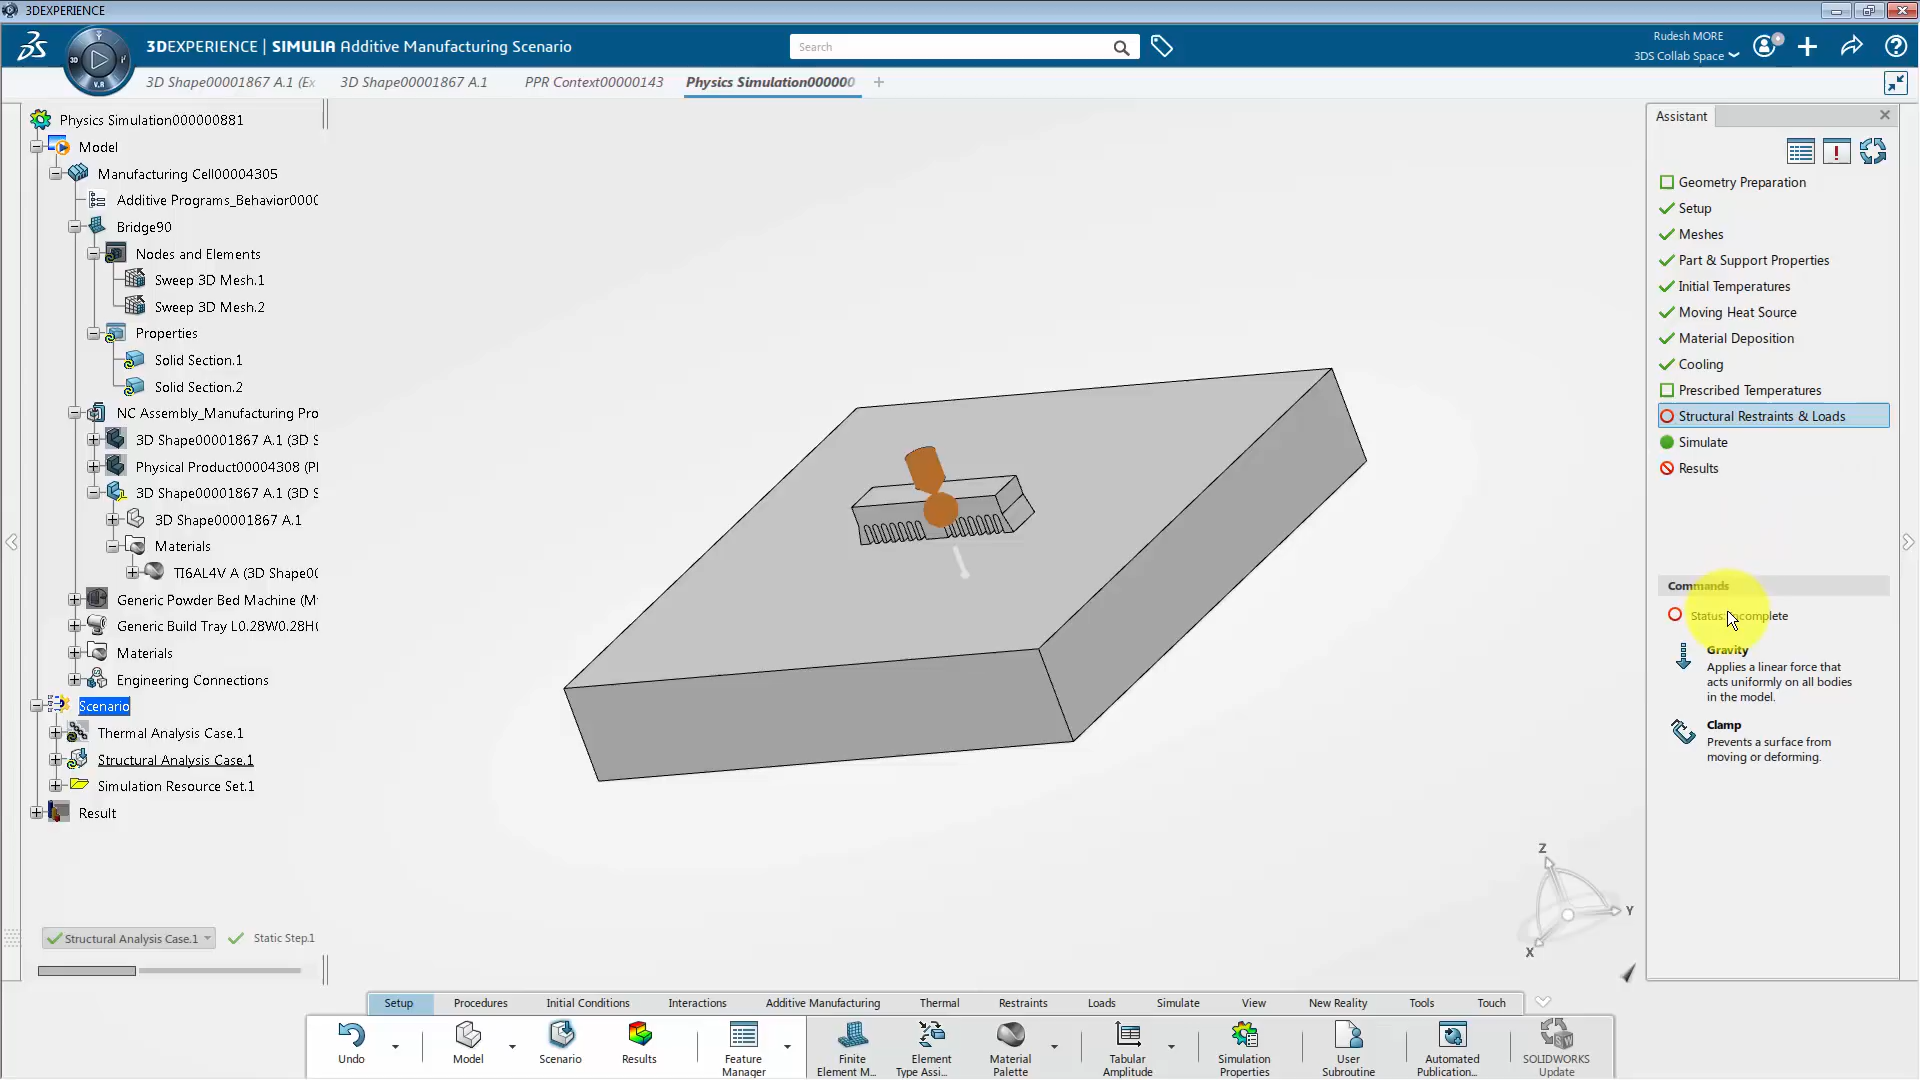 3DEXPERIENCE
3DEXPERIENCE | SIMULIA Additive Manufacturing Scenario
Search
Rudesh MORE
3DS Collab Space
3D
V.R
3D Shape00001867 A.1 (Ex
3D Shape00001867 A.1
PPR Context00000143
Physics Simulation000000
Physics Simulation000000881
Model
Manufacturing Cell00004305
Additive Programs_Behavior0000
Bridge90
Nodes and Elements
Sweep 3D Mesh.1
Sweep 3D Mesh.2
Properties
Solid Section.1
Solid Section.2
NC Assembly_Manufacturing Pro
3D Shape00001867 A.1 (3D S
Physical Product00004308 (Pl
3D Shape00001867 A.1 (3D S
3D Shape00001867 A.1
Materials
TI6AL4V A (3D Shape00
Generic Powder Bed Machine (M
Generic Build Tray L0.28W0.28H0
Materials
Engineering Connections
Scenario
Thermal Analysis Case.1
Structural Analysis Case.1
Simulation Resource Set.1
Result
Structural Analysis Case.1
Static Step.1
Assistant
Geometry Preparation
Setup
Meshes
Part & Support Properties
Initial Temperatures
Moving Heat Source
Material Deposition
Cooling
Prescribed Temperatures
Structural Restraints & Loads
Simulate
Results
Commands
Gravity
Applies a linear force that
acts uniformly on all bodies
in the model.
Clamp
Prevents a surface from
moving or deforming.
Z
Y
X
Setup
Procedures
Initial Conditions
Interactions
Additive Manufacturing
Thermal
Restraints
Loads
Simulate
View
New Reality
Tools
Touch
Undo
Model
Scenario
Results
Feature
Manager
Finite
Element M...
Element
Type Assi...
Material
Palette
Tabular
Amplitude
Simulation
Properties
User
Subroutine
Automated
Publication...
SOLIDWORKS
Update